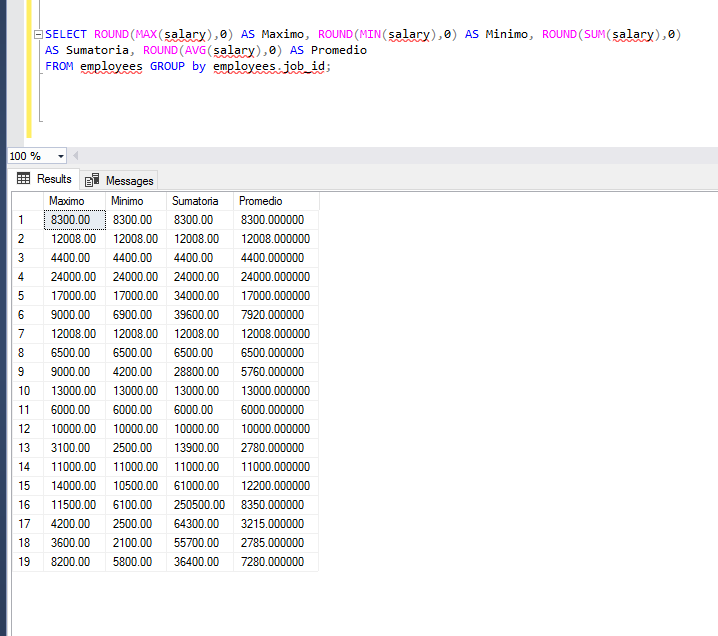 SELECT ROUND(MAX(salary),0) AS Maximo, ROUND(MIN(salary),0) AS Minimo, ROUND(SUM(salary),0)
AS Sumatoria, ROUND(AVG(salary),0) AS Promedio
FROM employees GROUP by employees.job_id;
100 %
Results Messages
Maximo Minimo Sumatoria Promedio
1 8300.00 8300.00 8300.00 8300.000000
2 12008.00 12008.00 12008.00 12008.000000
3 4400.00 4400.00 4400.00 4400.000000
4 24000.00 24000.00 24000.00 24000.000000
5 17000.00 17000.00 34000.00 17000.000000
6 9000.00 6900.00 39600.00 7920.000000
7 12008.00 12008.00 12008.00 12008.000000
8 6500.00 6500.00 6500.00 6500.000000
9 9000.00 4200.00 28800.00 5760.000000
10 13000.00 13000.00 13000.00 13000.000000
11 6000.00 6000.00 6000.00 6000.000000
12 10000.00 10000.00 10000.00 10000.000000
13 3100.00 2500.00 13900.00 2780.000000
14 11000.00 11000.00 11000.00 11000.000000
15 14000.00 10500.00 61000.00 12200.000000
16 11500.00 6100.00 250500.00 8350.000000
17 4200.00 2500.00 64300.00 3215.000000
18 3600.00 2100.00 55700.00 2785.000000
19 8200.00 5800.00 36400.00 7280.000000